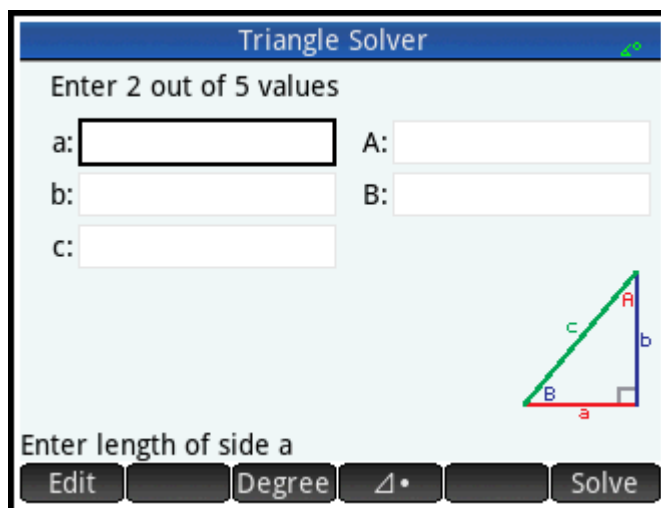 Triangle Solver
Enter 2 out of 5 values
a: A:
b: B:
c:
A
c
b
B
a
Enter length of side a
Edit Degree ⊿• Solve